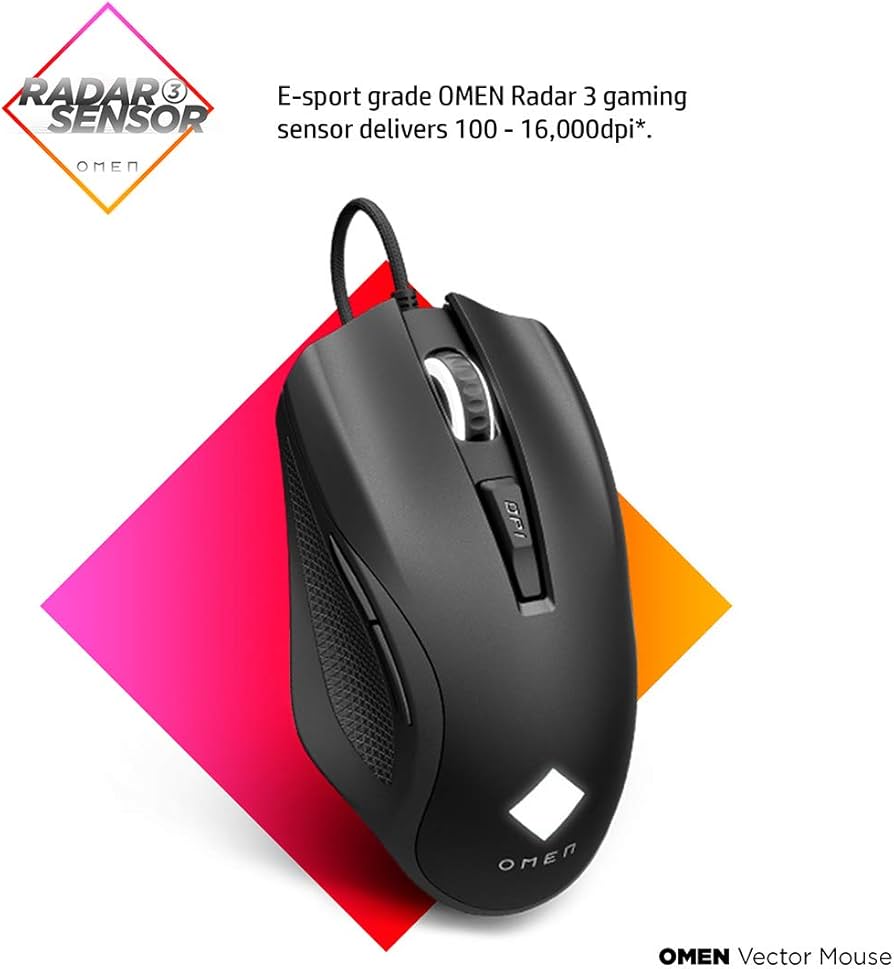 RADAR 3
SENSOR
OMEN
E-sport grade OMEN Radar 3 gaming
sensor delivers 100 - 16,000dpi*.
DPI
OMEN
OMEN Vector Mouse